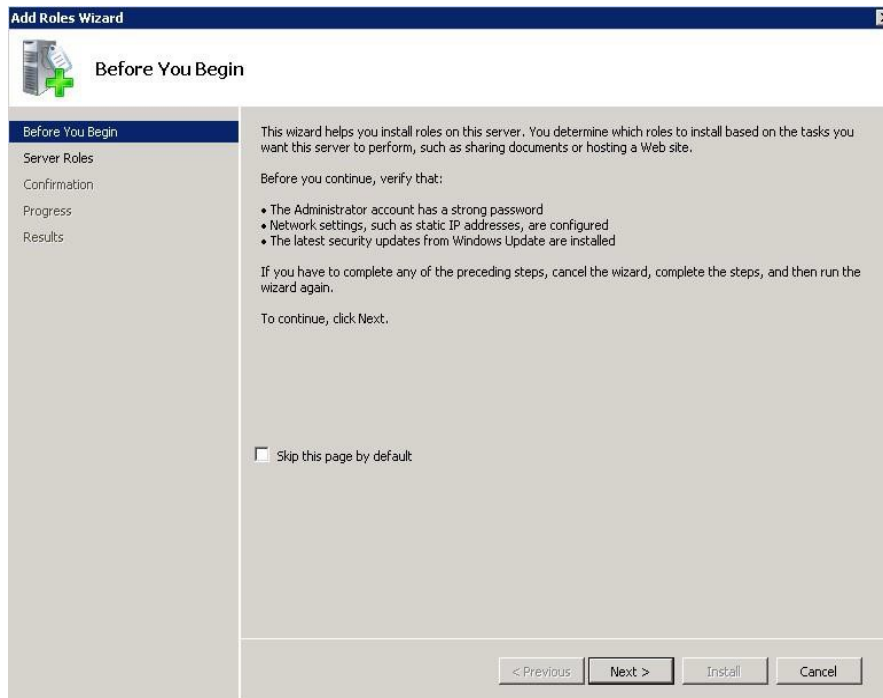 Add Roles Wizard
Before You Begin
Before You Begin
Server Roles
Confirmation
Progress
Results
This wizard helps you install roles on this server. You determine which roles to install based on the tasks you
want this server to perform, such as sharing documents or hosting a Web site.
Before you continue, verify that:
• The Administrator account has a strong password
• Network settings, such as static IP addresses, are configured
• The latest security updates from Windows Update are installed
If you have to complete any of the preceding steps, cancel the wizard, complete the steps, and then run the
wizard again.
To continue, click Next.
Skip this page by default
< Previous
Next >
Install
Cancel